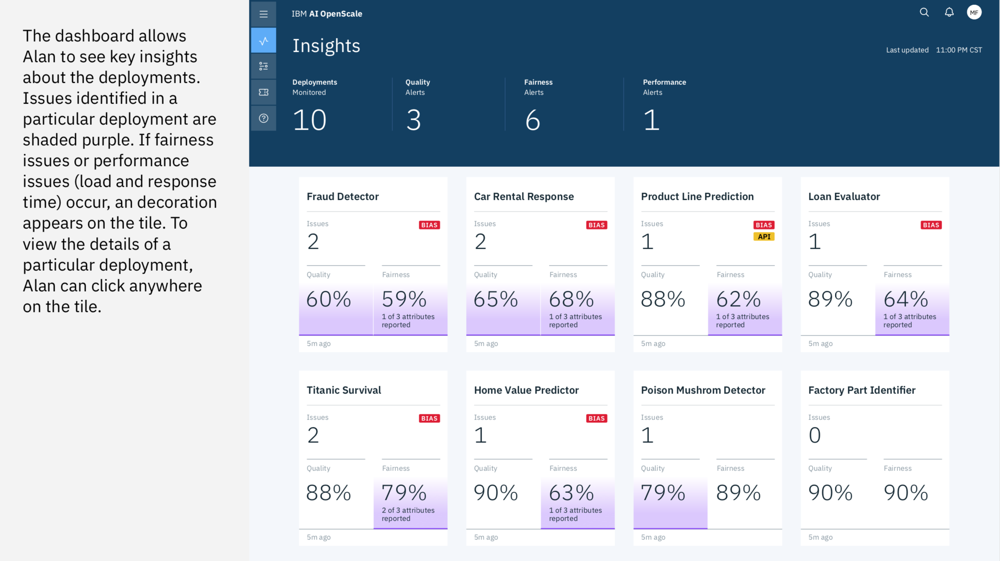 The dashboard allows
Alan to see key insights
about the deployments.
Issues identified in a
particular deployment are
shaded purple. If fairness
issues or performance
issues (load and response
time) occur, an decoration
appears on the tile. To
view the details of a
particular deployment,
Alan can click anywhere
on the tile.
IBM AI OpenScale
MF
Insights
Last updated 11:00 PM CST
Deployments
Monitored
10
Quality
Alerts
3
Fairness
Alerts
6
Performance
Alerts
1
Fraud Detector
Issues
BIAS
2
Quality
Fairness
60%
59%
1 of 3 attributes
reported
5m ago
Car Rental Response
Issues
BIAS
2
Quality
Fairness
65%
68%
1 of 3 attributes
reported
5m ago
Product Line Prediction
Issues
BIAS
API
1
Quality
Fairness
88%
62%
1 of 3 attributes
reported
5m ago
Loan Evaluator
Issues
BIAS
1
Quality
Fairness
89%
64%
1 of 3 attributes
reported
5m ago
Titanic Survival
Issues
BIAS
2
Quality
Fairness
88%
79%
2 of 3 attributes
reported
5m ago
Home Value Predictor
Issues
BIAS
1
Quality
Fairness
90%
63%
1 of 3 attributes
reported
5m ago
Poison Mushrom Detector
Issues
1
Quality
Fairness
79%
89%
5m ago
Factory Part Identifier
Issues
0
Quality
Fairness
90%
90%
5m ago